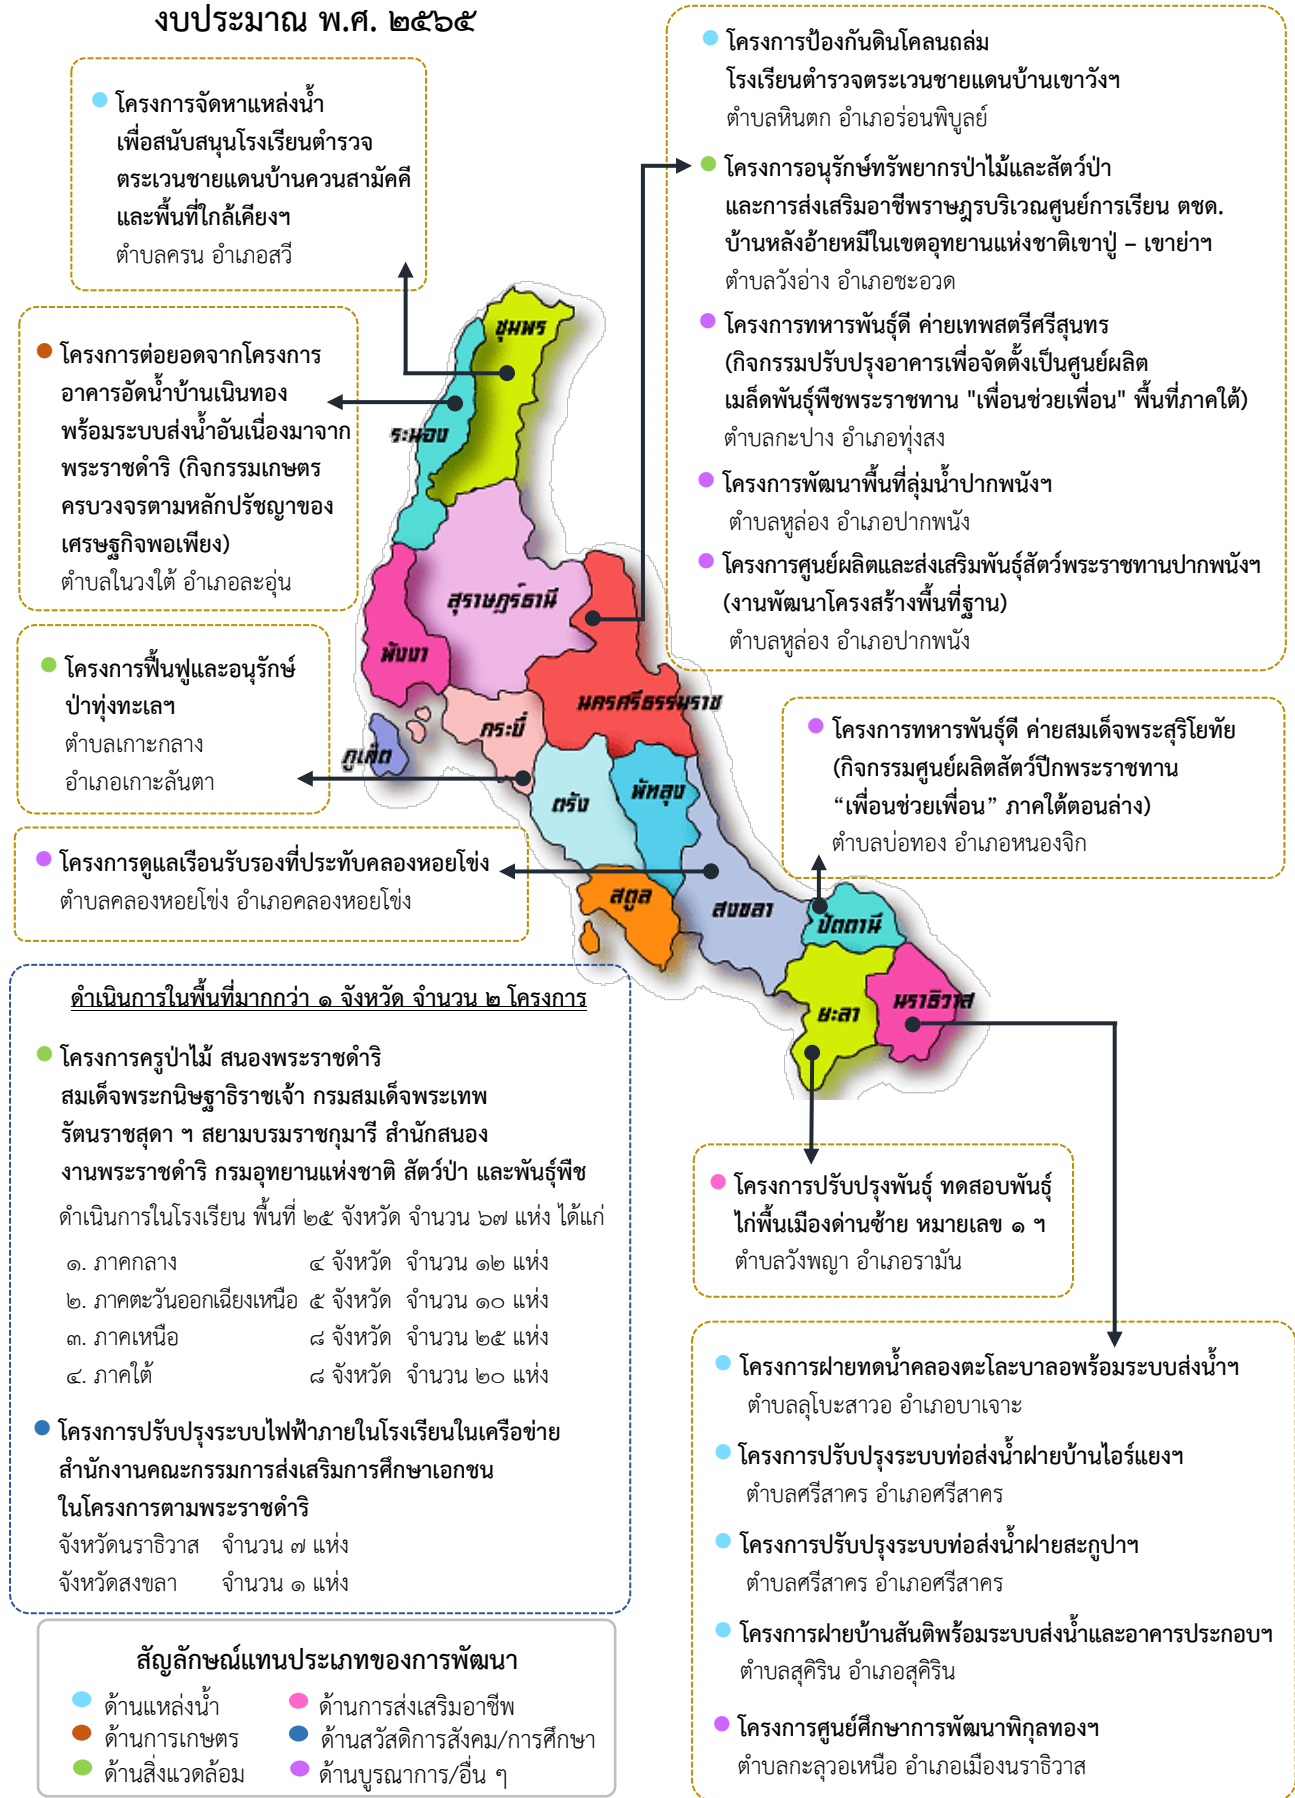 งบประมาณ พ.ศ. ๒๕๖๕
โครงการจัดหาแหล่งน้ำ
เพื่อสนับสนุนโรงเรียนตำรวจ
ตระเวนชายแดนบ้านควนสามัคคี
และพื้นที่ใกล้เคียงฯ
ตำบลครน อำเภอสวี
โครงการต่อยอดจากโครงการ
อาคารอัดน้ำบ้านเนินทอง
พร้อมระบบส่งน้ำอันเนื่องมาจาก
พระราชดำริ (กิจกรรมเกษตร
ครบวงจรตามหลักปรัชญาของ
เศรษฐกิจพอเพียง)
ตำบลในวงใต้ อำเภอละอุ่น
โครงการฟื้นฟูและอนุรักษ์
ป่าทุ่งทะเลฯ
ตำบลเกาะกลาง
อำเภอเกาะลันตา
โครงการดูแลเรือนรับรองที่ประทับคลองหอยโข่ง
ตำบลคลองหอยโข่ง อำเภอคลองหอยโข่ง
โครงการป้องกันดินโคลนถล่ม
โรงเรียนตำรวจตระเวนชายแดนบ้านเขาวังฯ
ตำบลหินตก อำเภอร่อนพิบูลย์
โครงการอนุรักษ์ทรัพยากรป่าไม้และสัตว์ป่า
และการส่งเสริมอาชีพราษฎรบริเวณศูนย์การเรียน ตชด.
บ้านหลังอ้ายหมีในเขตอุทยานแห่งชาติเขาปู่ – เขาย่าฯ
ตำบลวังอ่าง อำเภอชะอวด
โครงการทหารพันธุ์ดี ค่ายเทพสตรีศรีสุนทร
(กิจกรรมปรับปรุงอาคารเพื่อจัดตั้งเป็นศูนย์ผลิต
เมล็ดพันธุ์พืชพระราชทาน "เพื่อนช่วยเพื่อน" พื้นที่ภาคใต้)
ตำบลกะปาง อำเภอทุ่งสง
โครงการพัฒนาพื้นที่ลุ่มน้ำปากพนังฯ
ตำบลหูล่อง อำเภอปากพนัง
โครงการศูนย์ผลิตและส่งเสริมพันธุ์สัตว์พระราชทานปากพนังฯ
(งานพัฒนาโครงสร้างพื้นที่ฐาน)
ตำบลหูล่อง อำเภอปากพนัง
โครงการทหารพันธุ์ดี ค่ายสมเด็จพระสุริโยทัย
(กิจกรรมศูนย์ผลิตสัตว์ปีกพระราชทาน
“เพื่อนช่วยเพื่อน” ภาคใต้ตอนล่าง)
ตำบลบ่อทอง อำเภอหนองจิก
ชุมพร
ระนอง
สุราษฎร์ธานี
พังงา
นครศรีธรรมราช
กระบี่
ภูเก็ต
ตรัง
พัทลุง
สตูล
สงขลา
ปัตตานี
ยะลา
นราธิวาส
ดำเนินการในพื้นที่มากกว่า ๑ จังหวัด จำนวน ๒ โครงการ
โครงการครูป่าไม้ สนองพระราชดำริ
สมเด็จพระกนิษฐาธิราชเจ้า กรมสมเด็จพระเทพ
รัตนราชสุดา ฯ สยามบรมราชกุมารี สำนักสนอง
งานพระราชดำริ กรมอุทยานแห่งชาติ สัตว์ป่า และพันธุ์พืช
ดำเนินการในโรงเรียน พื้นที่ ๒๕ จังหวัด จำนวน ๖๗ แห่ง ได้แก่
๑. ภาคกลาง ๔ จังหวัด จำนวน ๑๒ แห่ง
๒. ภาคตะวันออกเฉียงเหนือ ๕ จังหวัด จำนวน ๑๐ แห่ง
๓. ภาคเหนือ ๘ จังหวัด จำนวน ๒๕ แห่ง
๔. ภาคใต้ ๘ จังหวัด จำนวน ๒๐ แห่ง
โครงการปรับปรุงระบบไฟฟ้าภายในโรงเรียนในเครือข่าย
สำนักงานคณะกรรมการส่งเสริมการศึกษาเอกชน
ในโครงการตามพระราชดำริ
จังหวัดนราธิวาส จำนวน ๗ แห่ง
จังหวัดสงขลา จำนวน ๑ แห่ง
โครงการปรับปรุงพันธุ์ ทดสอบพันธุ์
ไก่พื้นเมืองด่านซ้าย หมายเลข ๑ ฯ
ตำบลวังพญา อำเภอรามัน
โครงการฝายทดน้ำคลองตะโละบาลอพร้อมระบบส่งน้ำฯ
ตำบลลุโบะสาวอ อำเภอบาเจาะ
โครงการปรับปรุงระบบท่อส่งน้ำฝายบ้านไอร์แยงฯ
ตำบลศรีสาคร อำเภอศรีสาคร
โครงการปรับปรุงระบบท่อส่งน้ำฝายสะกูปาฯ
ตำบลศรีสาคร อำเภอศรีสาคร
โครงการฝายบ้านสันติพร้อมระบบส่งน้ำและอาคารประกอบฯ
ตำบลสุคิริน อำเภอสุคิริน
โครงการศูนย์ศึกษาการพัฒนาพิกุลทองฯ
ตำบลกะลุวอเหนือ อำเภอเมืองนราธิวาส
สัญลักษณ์แทนประเภทของการพัฒนา
ด้านแหล่งน้ำ ด้านการส่งเสริมอาชีพ
ด้านการเกษตร ด้านสวัสดิการสังคม/การศึกษา
ด้านสิ่งแวดล้อม ด้านบูรณาการ/อื่น ๆ